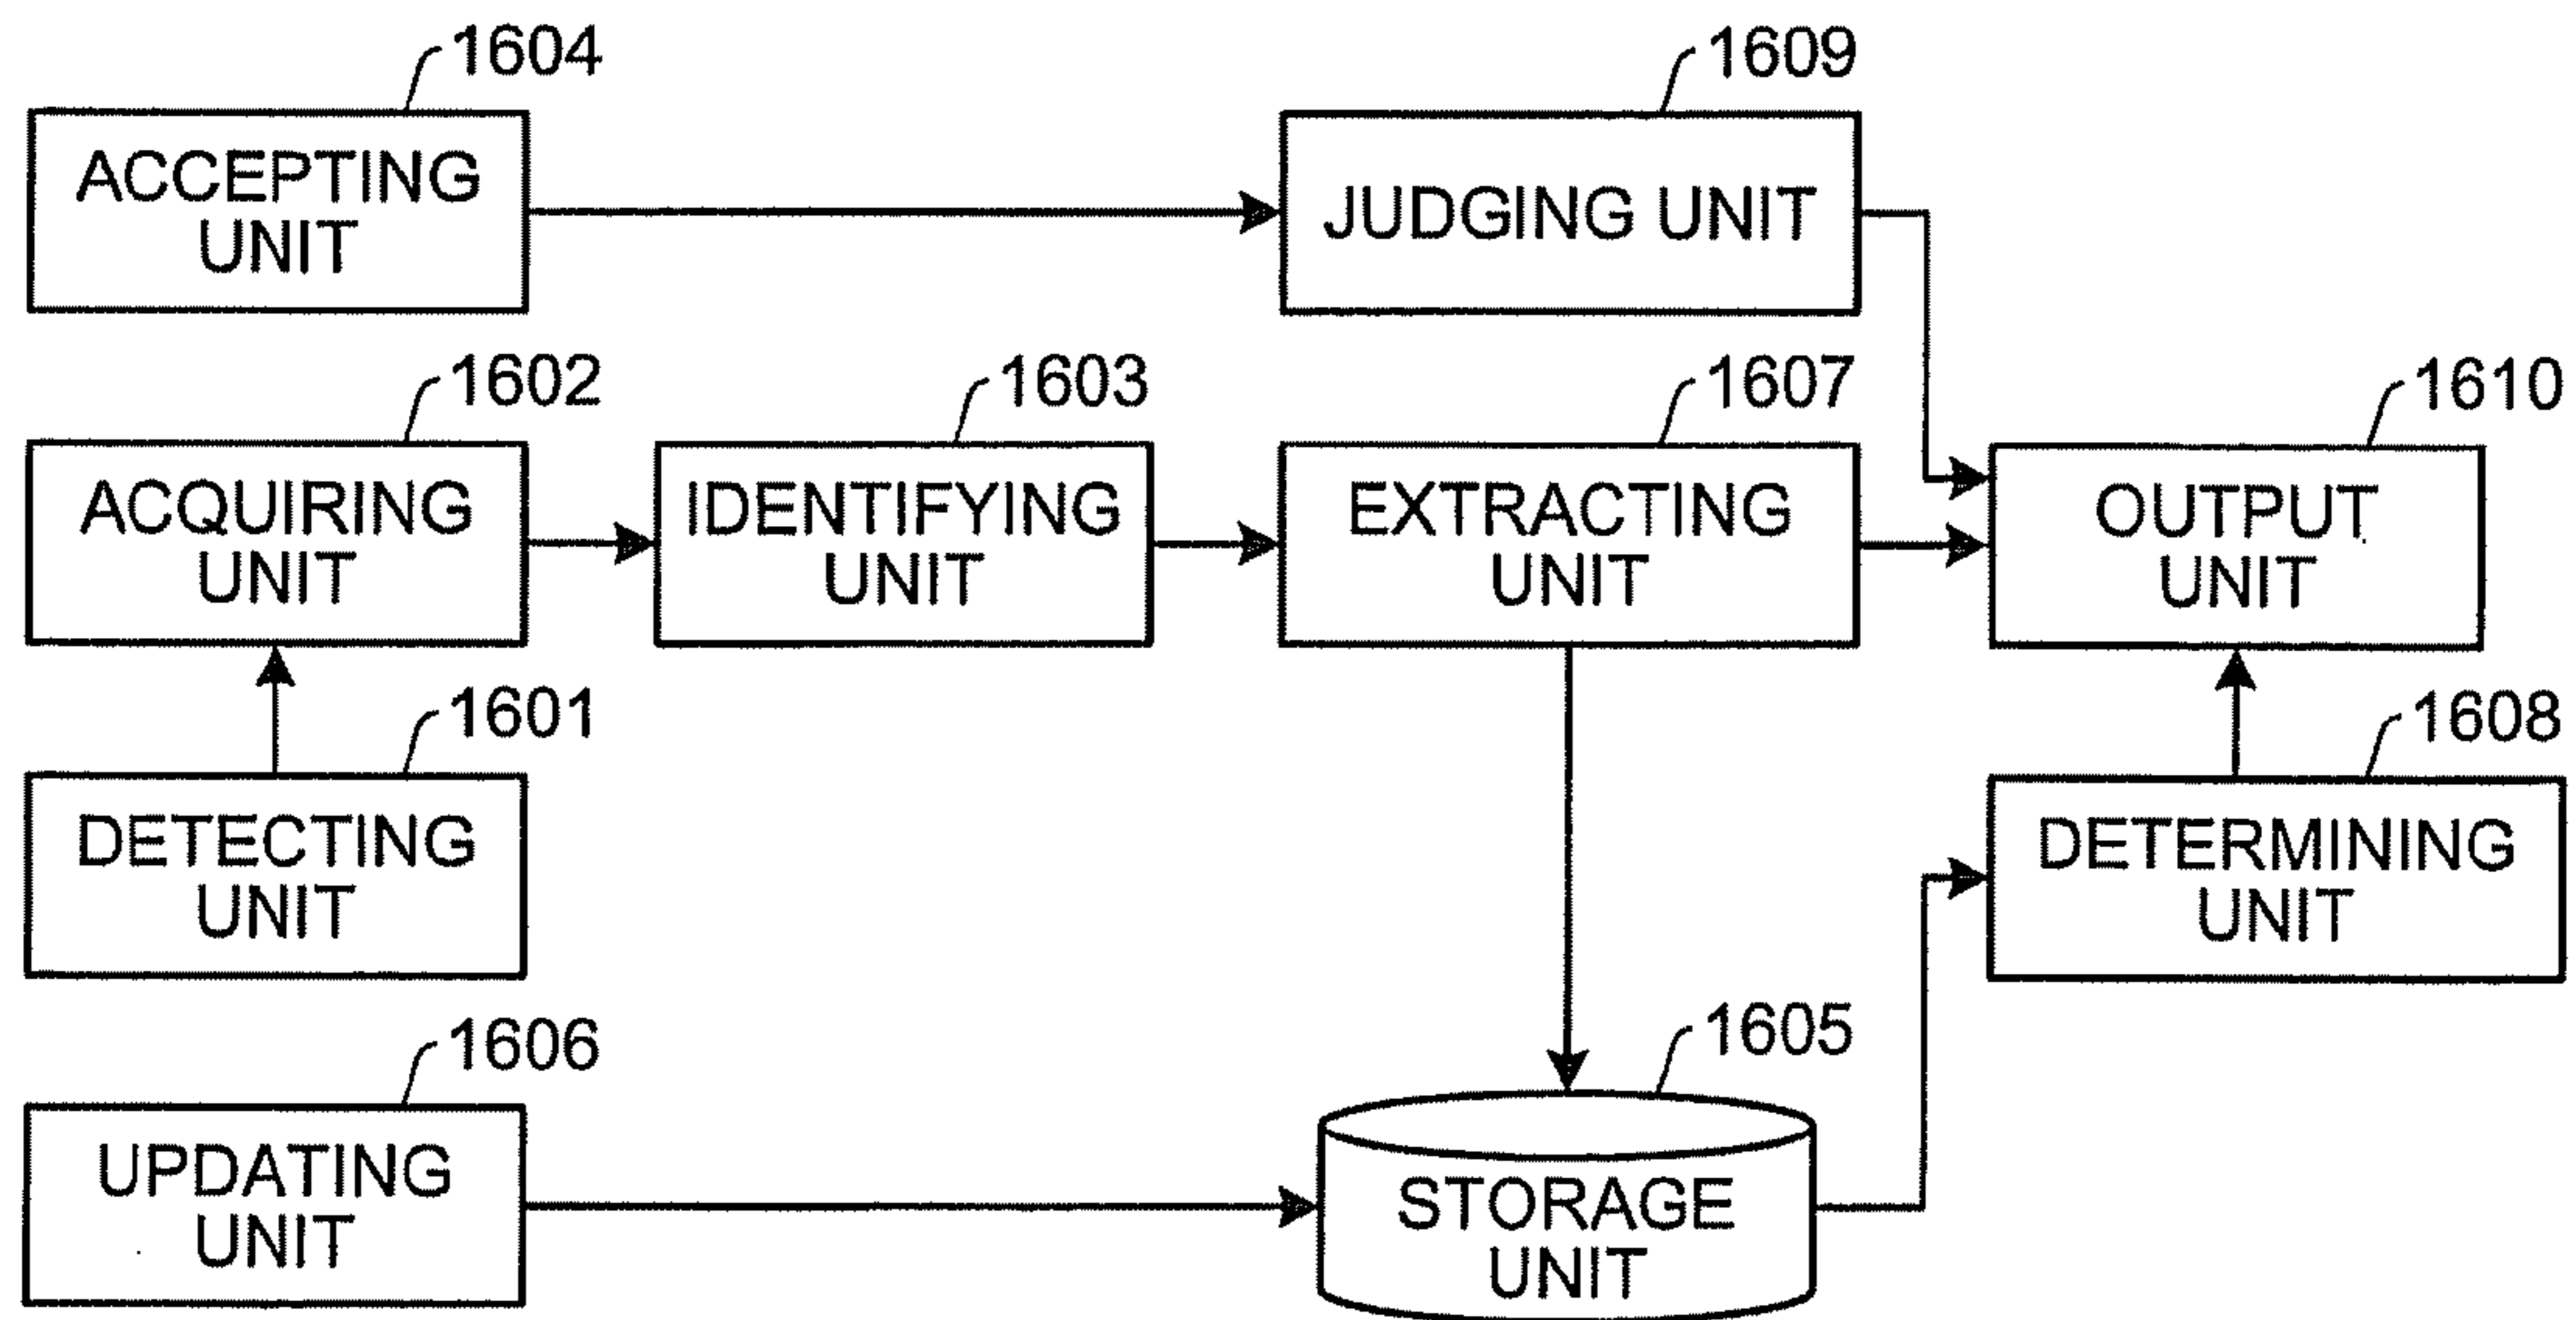 1604
ACCEPTING
UNIT
1609
JUDGING UNIT
1602
ACQUIRING
UNIT
1603
IDENTIFYING
UNIT
1607
EXTRACTING
UNIT
1610
OUTPUT
UNIT
1601
DETECTING
UNIT
1608
DETERMINING
UNIT
1606
UPDATING
UNIT
1605
STORAGE
UNIT